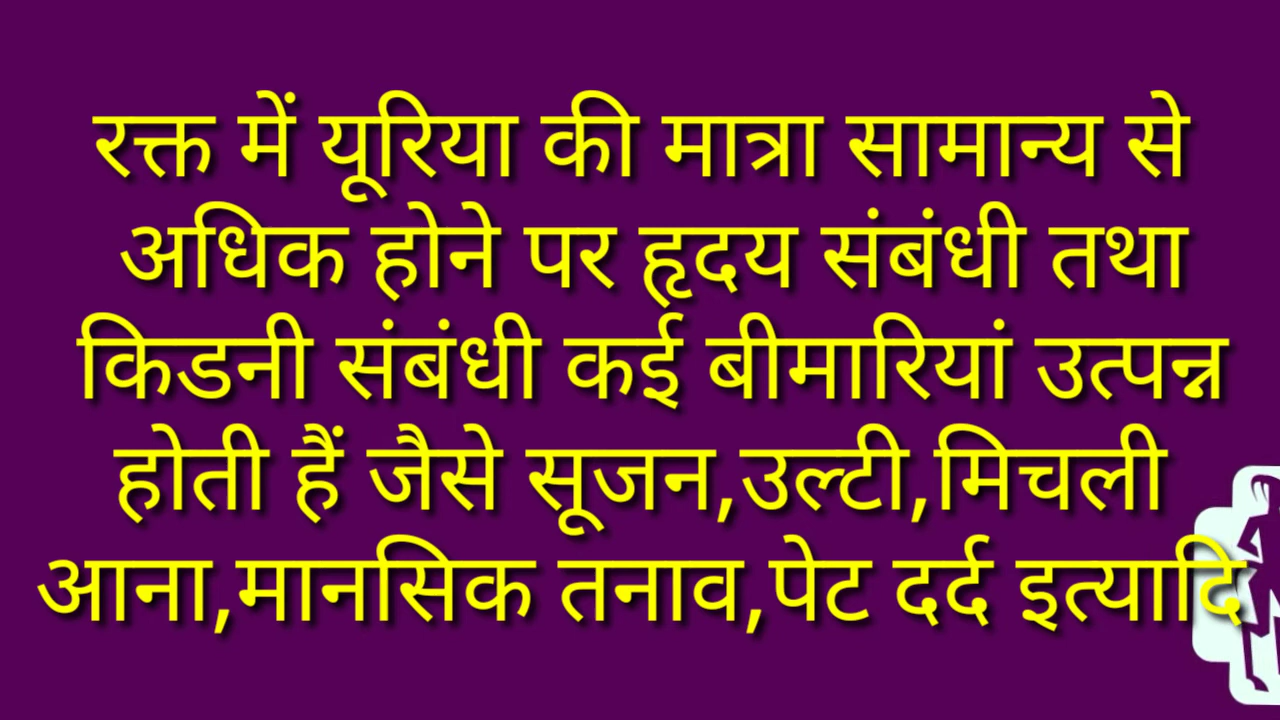 रक्त में यूरिया की मात्रा सामान्य से
अधिक होने पर हृदय संबंधी तथा
किडनी संबंधी कई बीमारियां उत्पन्न
होती हैं जैसे सूजन,उल्टी,मिचली
आना,मानसिक तनाव,पेट दर्द इत्यादि